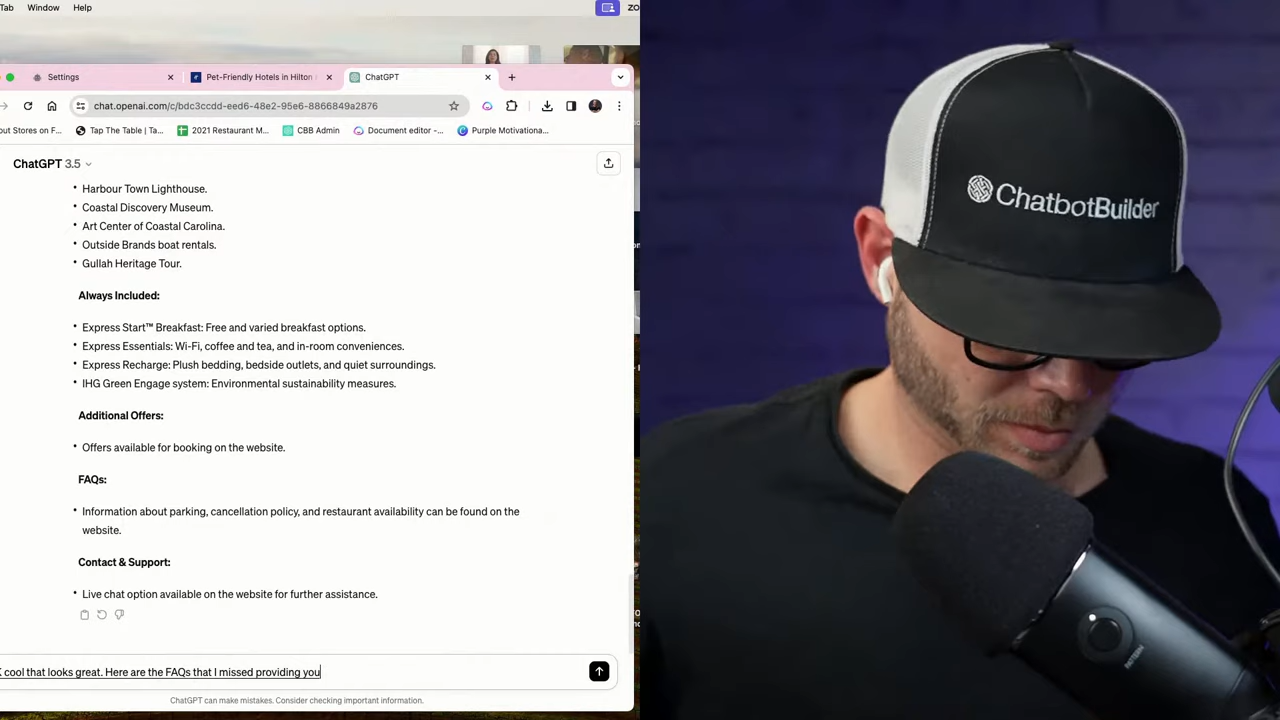 Tab Window Help
ZO
Settings
Pet-Friendly Hotels in Hilton
ChatGPT
chat.openai.com/c/bdc3ccdd-eed6-48e2-95e6-8866849a2876
out Stores on F...
Tap The Table | Ta...
2021 Restaurant M...
CBB Admin
Document editor -...
Purple Motivationa...
ChatGPT 3.5
• Harbour Town Lighthouse.
• Coastal Discovery Museum.
• Art Center of Coastal Carolina.
• Outside Brands boat rentals.
• Gullah Heritage Tour.
Always Included:
• Express Start™ Breakfast: Free and varied breakfast options.
• Express Essentials: Wi-Fi, coffee and tea, and in-room conveniences.
• Express Recharge: Plush bedding, bedside outlets, and quiet surroundings.
• IHG Green Engage system: Environmental sustainability measures.
Additional Offers:
• Offers available for booking on the website.
FAQs:
• Information about parking, cancellation policy, and restaurant availability can be found on the
website.
Contact & Support:
• Live chat option available on the website for further assistance.
cool that looks great. Here are the FAQs that I missed providing you
ChatGPT can make mistakes. Consider checking important information.
ChatbotBuilder
PATTERN